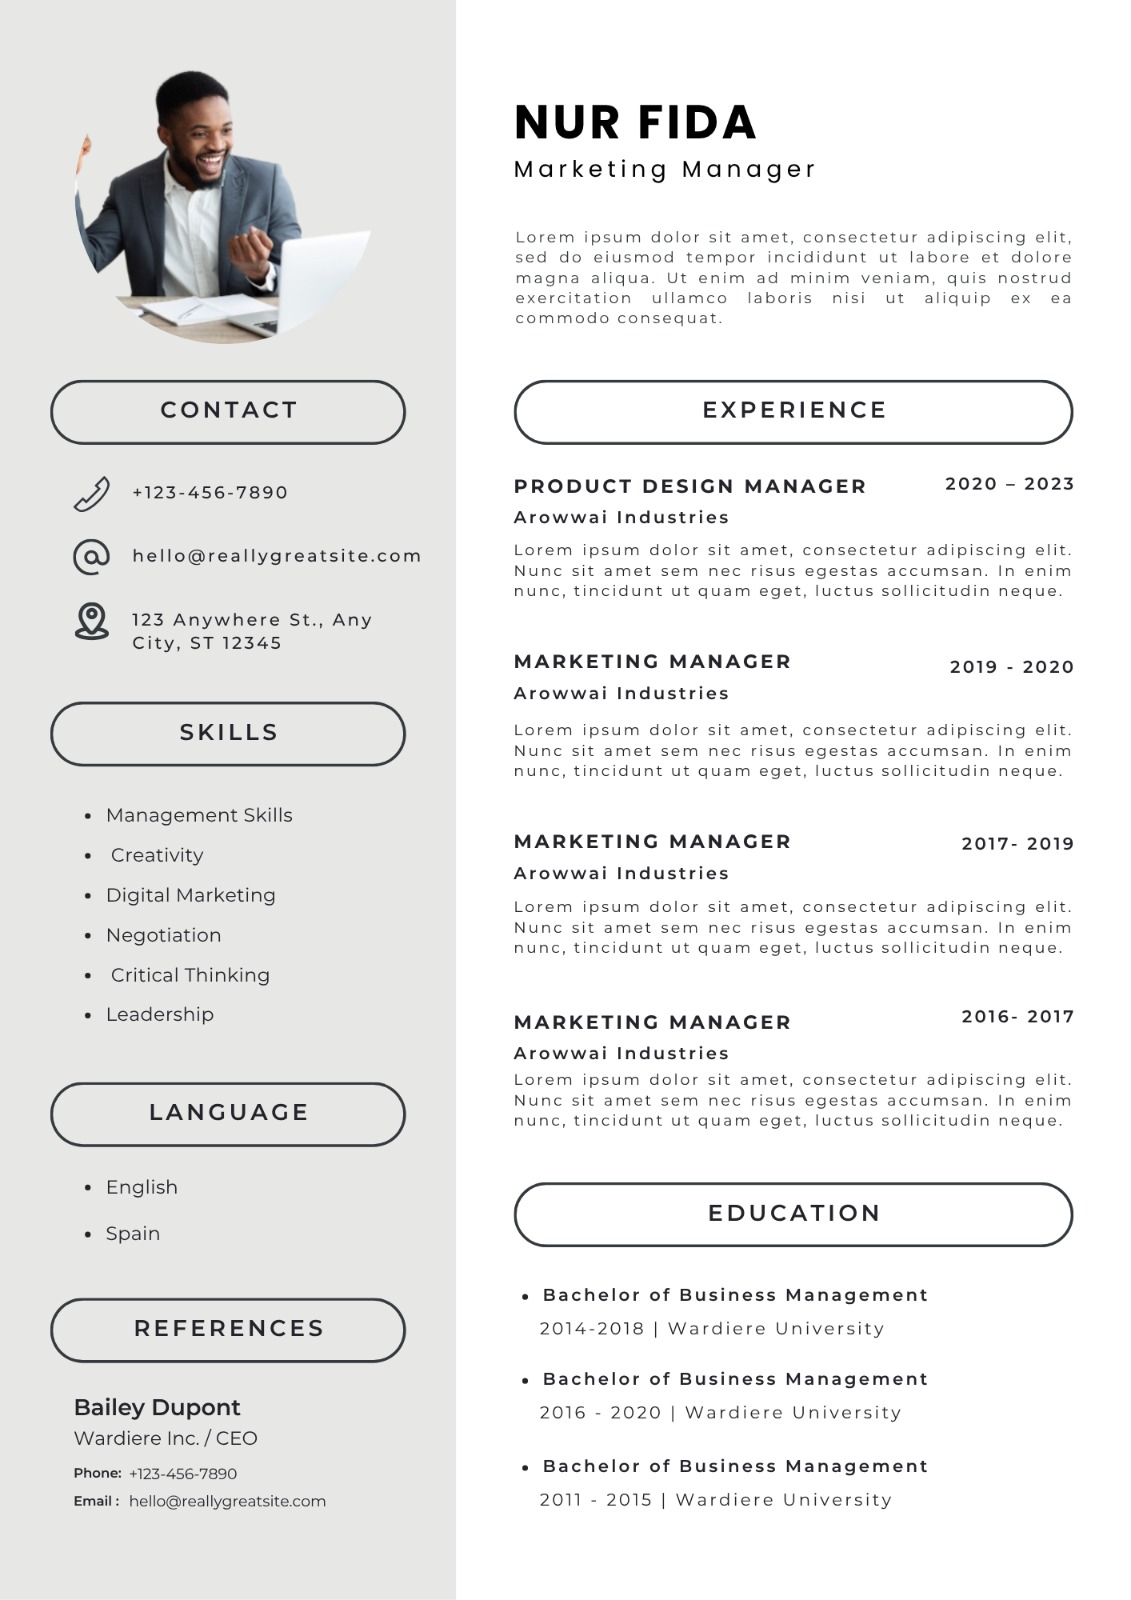 NUR FIDA
Marketing Manager
Lorem ipsum dolor sit amet, consectetur adipiscing elit,
sed do eiusmod tempor incididunt ut labore et dolore
magna aliqua. Ut enim ad minim veniam, quis nostrud
exercitation ullamco laboris nisi ut aliquip ex ea
commodo consequat.
CONTACT
+123-456-7890
hello@reallygreatsite.com
123 Anywhere St., Any
City, ST 12345
SKILLS
• Management Skills
• Creativity
• Digital Marketing
• Negotiation
• Critical Thinking
• Leadership
LANGUAGE
• English
• Spain
REFERENCES
Bailey Dupont
Wardiere Inc. / CEO
Phone: +123-456-7890
Email : hello@reallygreatsite.com
EXPERIENCE
PRODUCT DESIGN MANAGER 2020 – 2023
Arowwai Industries
Lorem ipsum dolor sit amet, consectetur adipiscing elit.
Nunc sit amet sem nec risus egestas accumsan. In enim
nunc, tincidunt ut quam eget, luctus sollicitudin neque.
MARKETING MANAGER 2019 - 2020
Arowwai Industries
Lorem ipsum dolor sit amet, consectetur adipiscing elit.
Nunc sit amet sem nec risus egestas accumsan. In enim
nunc, tincidunt ut quam eget, luctus sollicitudin neque.
MARKETING MANAGER 2017- 2019
Arowwai Industries
Lorem ipsum dolor sit amet, consectetur adipiscing elit.
Nunc sit amet sem nec risus egestas accumsan. In enim
nunc, tincidunt ut quam eget, luctus sollicitudin neque.
MARKETING MANAGER 2016- 2017
Arowwai Industries
Lorem ipsum dolor sit amet, consectetur adipiscing elit.
Nunc sit amet sem nec risus egestas accumsan. In enim
nunc, tincidunt ut quam eget, luctus sollicitudin neque.
EDUCATION
• Bachelor of Business Management
2014-2018 | Wardiere University
• Bachelor of Business Management
2016 - 2020 | Wardiere University
• Bachelor of Business Management
2011 - 2015 | Wardiere University